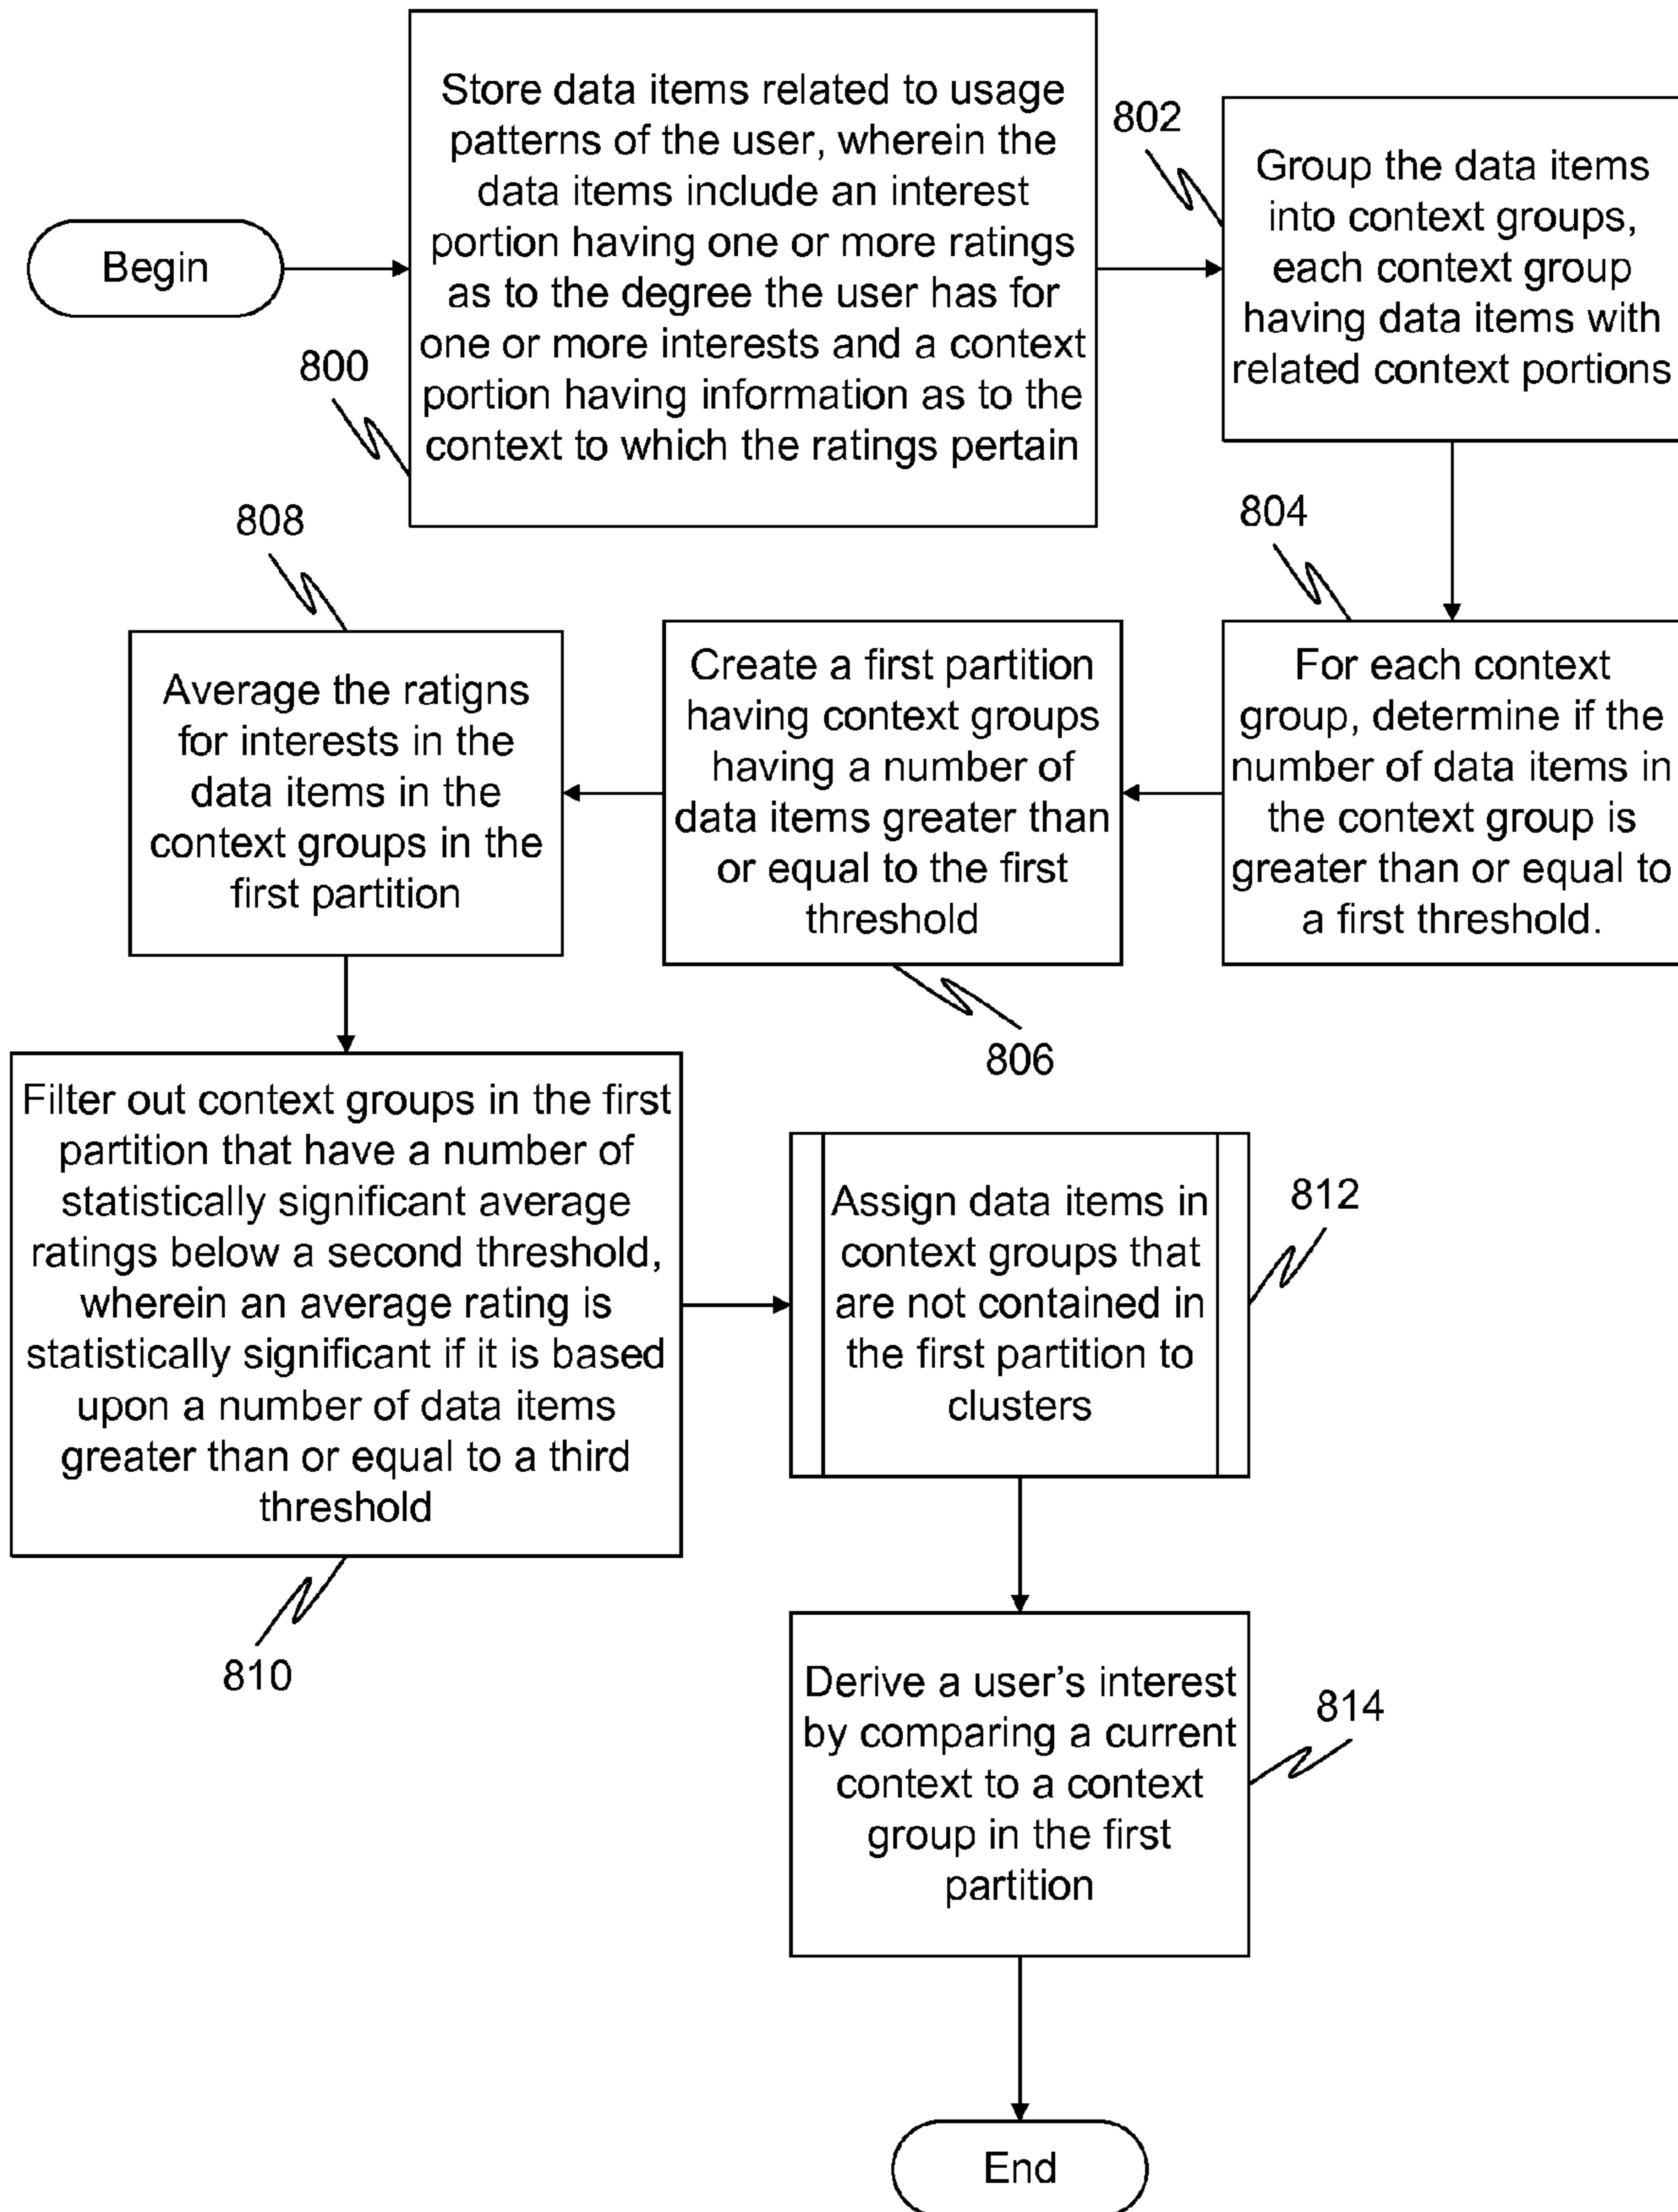 Begin
800
Store data items related to usage
patterns of the user, wherein the
data items include an interest
portion having one or more ratings
as to the degree the user has for
one or more interests and a context
portion having information as to the
context to which the ratings pertain
802
Group the data items
into context groups,
each context group
having data items with
related context portions
804
For each context
group, determine if the
number of data items in
the context group is
greater than or equal to
a first threshold.
Create a first partition
having context groups
having a number of
data items greater than
or equal to the first
threshold
806
808
Average the ratigns
for interests in the
data items in the
context groups in the
first partition
Filter out context groups in the first
partition that have a number of
statistically significant average
ratings below a second threshold,
wherein an average rating is
statistically significant if it is based
upon a number of data items
greater than or equal to a third
threshold
810
Assign data items in
context groups that
are not contained in
the first partition to
clusters
812
Derive a user's interest
by comparing a current
context to a context
group in the first
partition
814
End